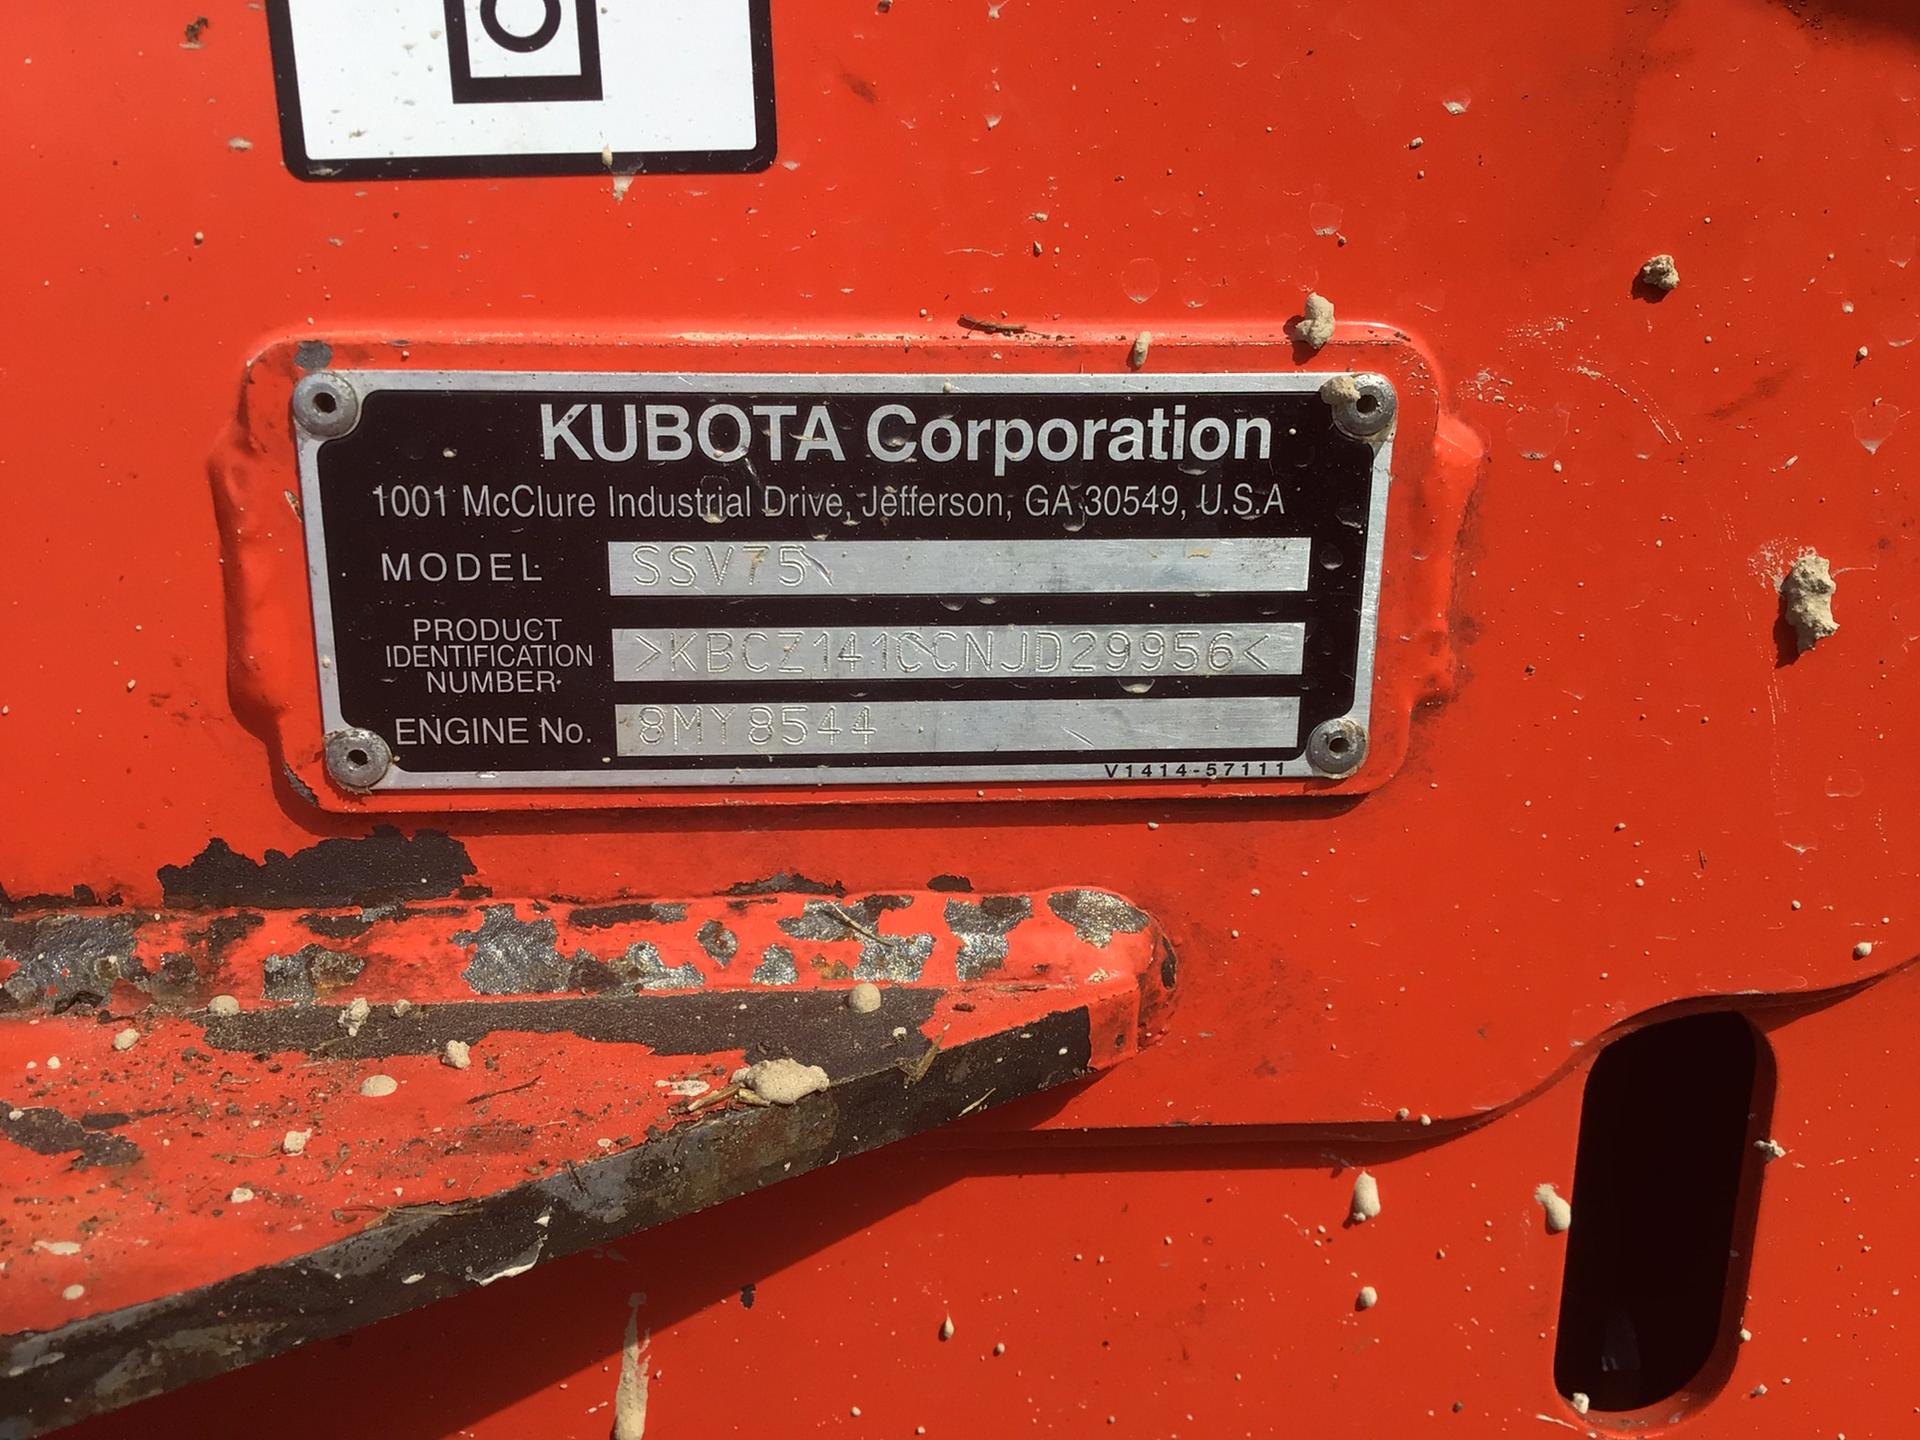 KUBOTA Corporation
1001 McClure Industrial Drive, Jefferson, GA 30549, U.S.A
MODEL SSV75
PRODUCT
IDENTIFICATION
NUMBER
>KBCZ141CCNJD29956<
ENGINE No. 8MY8544
V1414-57111